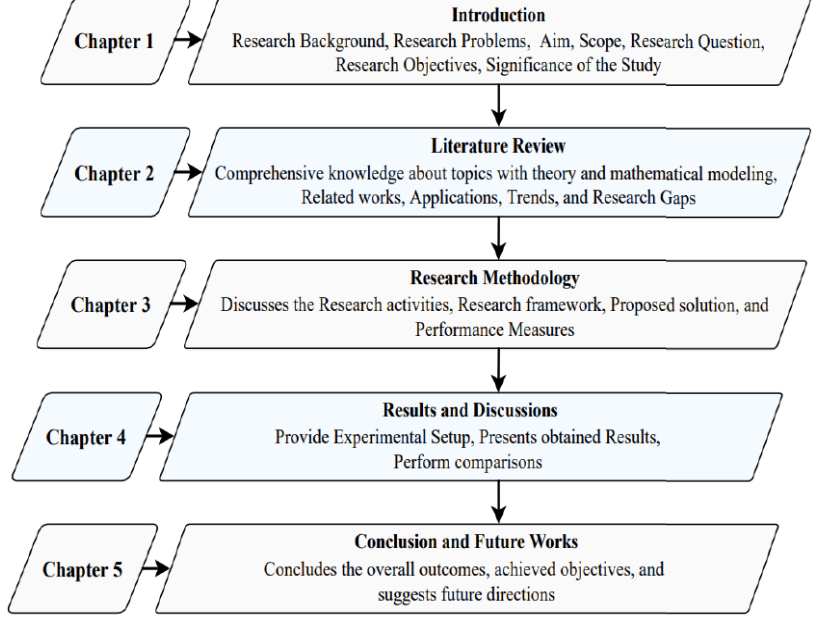 Introduction
Chapter 1
Research Background, Research Problems, Aim, Scope, Research Question,
Research Objectives, Significance of the Study
Literature Review
Chapter 2
Comprehensive knowledge about topics with theory and mathematical modeling,
Related works, Applications, Trends, and Research Gaps
Research Methodology
Chapter 3
Discusses the Research activities, Research framework, Proposed solution, and
Performance Measures
Results and Discussions
Chapter 4
Provide Experimental Setup, Presents obtained Results,
Perform comparisons
Conclusion and Future Works
Chapter 5
Concludes the overall outcomes, achieved objectives, and
suggests future directions